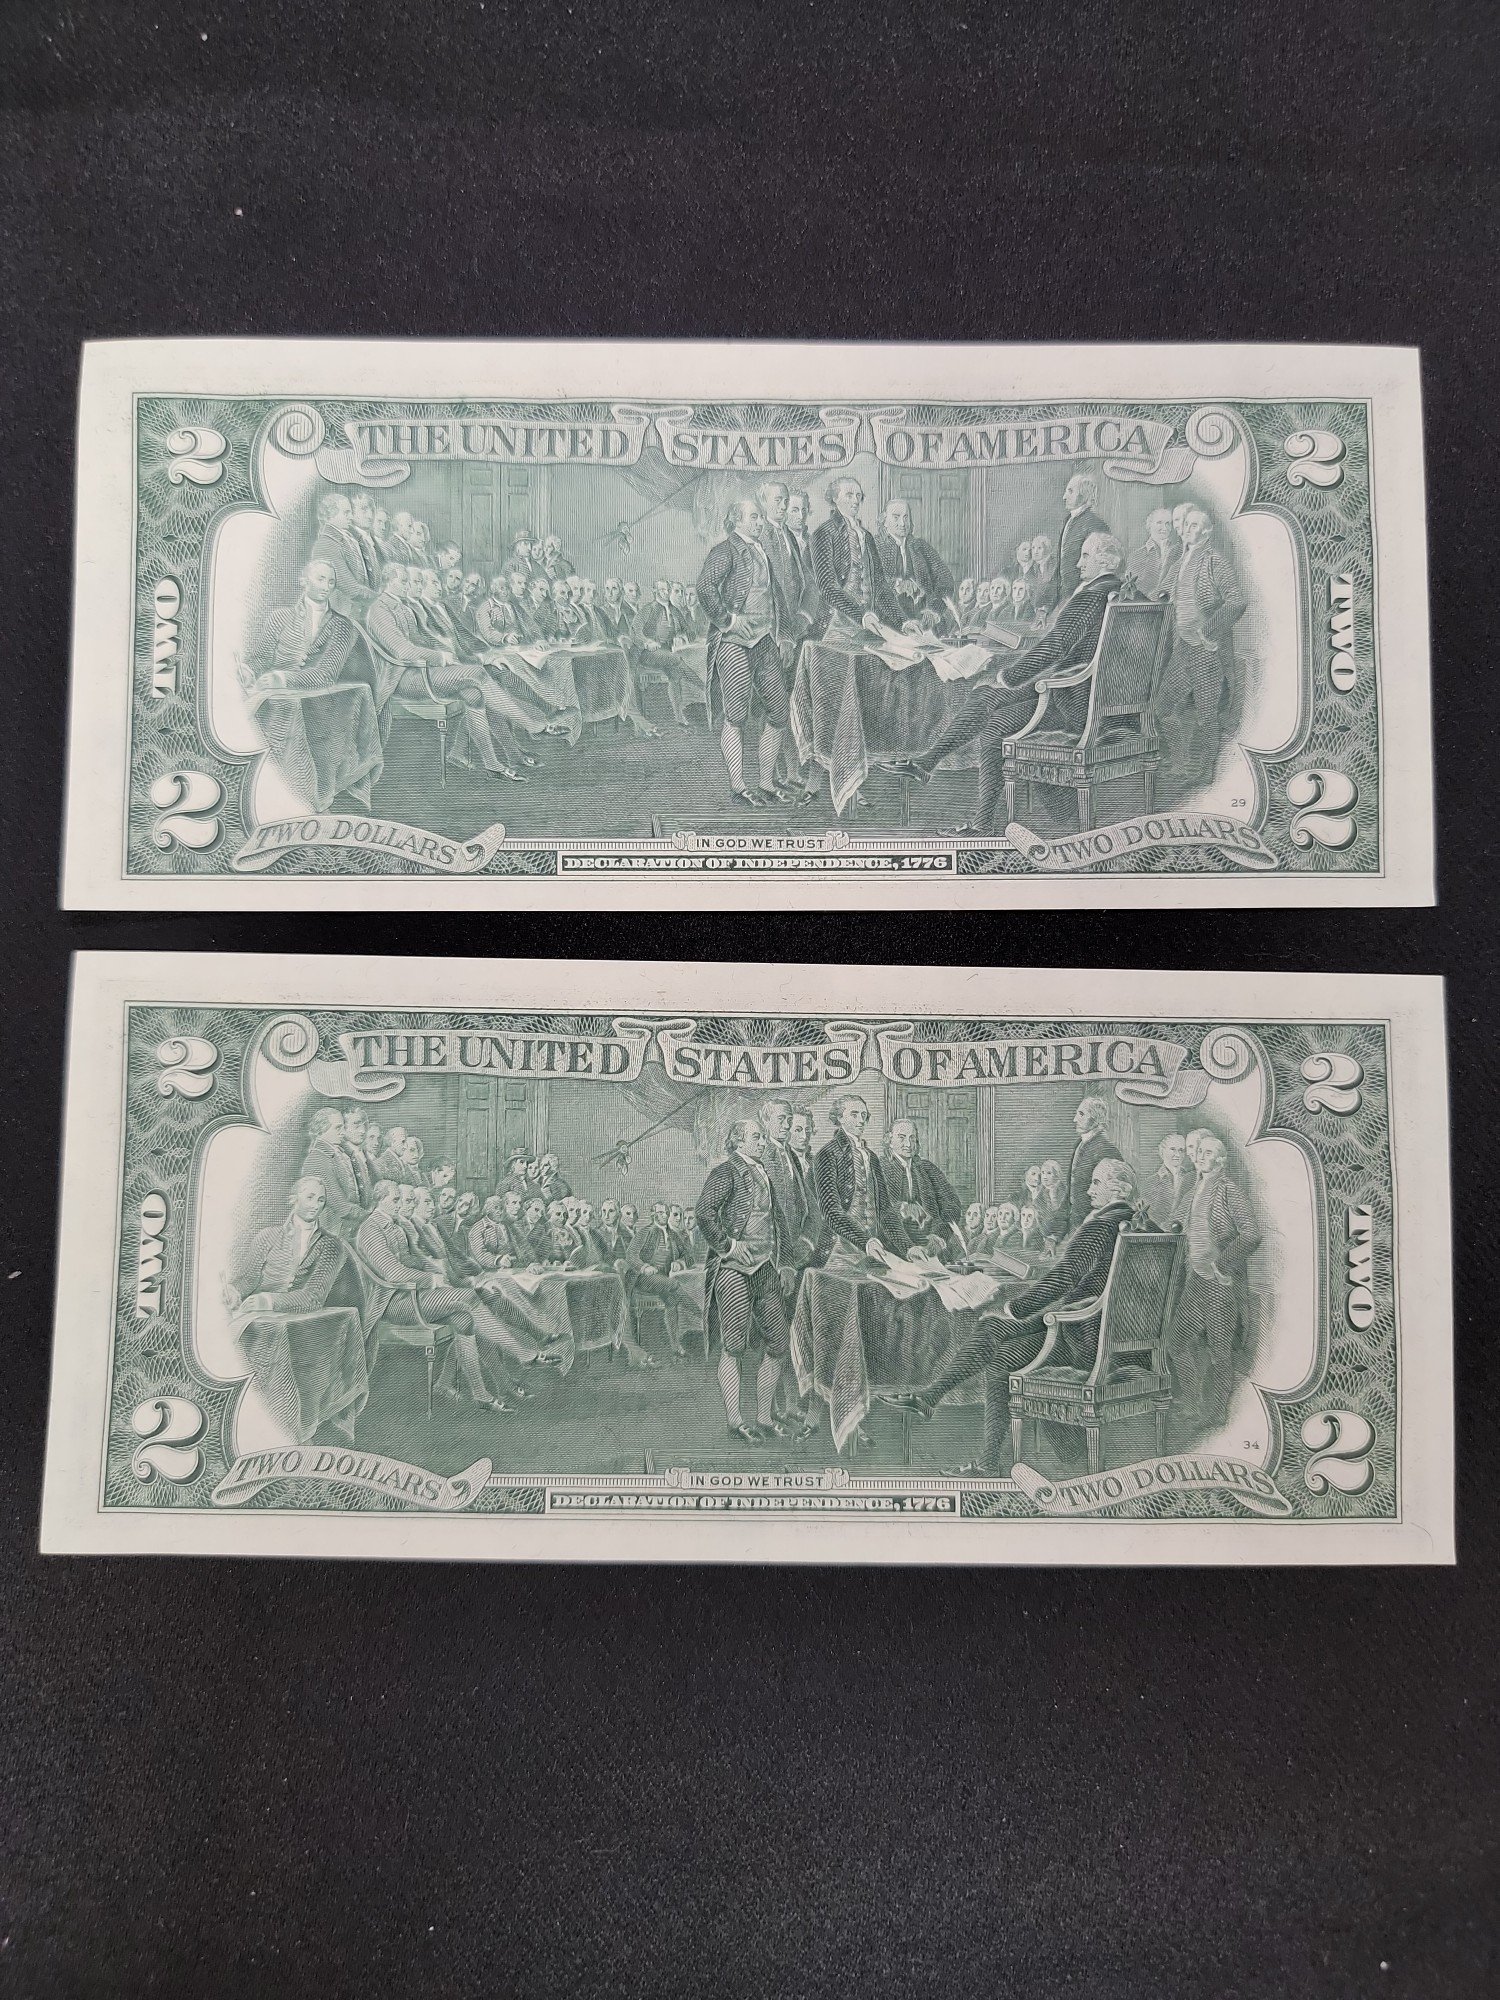 2 THE UNITED STATES OF AMERICA 2
TWO TWO
29
2 TWO DOLLARS IN GOD WE TRUST TWO DOLLARS 2
DECLARATION OF INDEPENDENCE, 1776
2 THE UNITED STATES OF AMERICA 2
TWO TWO
34
2 TWO DOLLARS IN GOD WE TRUST TWO DOLLARS 2
DECLARATION OF INDEPENDENCE, 1776